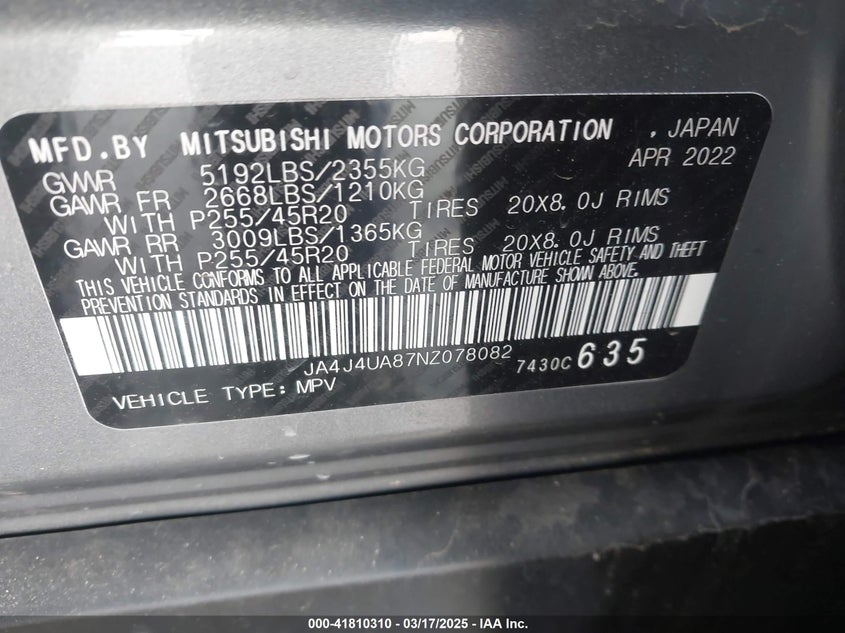 MFD.BY MITSUBISHI MOTORS CORPORATION , JAPAN
GVWR 5192LBS/2355KG APR 2022
GAWR FR 2668LBS/1210KG
WITH P255/45R20 TIRES 20X8.0J RIMS
GAWR RR 3009LBS/1365KG
WITH P255/45R20 TIRES 20X8.0J RIMS
THIS VEHICLE CONFORMS TO ALL APPLICABLE FEDERAL MOTOR VEHICLE SAFETY AND THEFT
PREVENTION STANDARDS IN EFFECT ON THE DATE OF MANUFACTURE SHOWN ABOVE.
JA4J4UA87NZ078082 7430C 635
VEHICLE TYPE: MPV
000-41810310 - 03/17/2025 - IAA Inc.